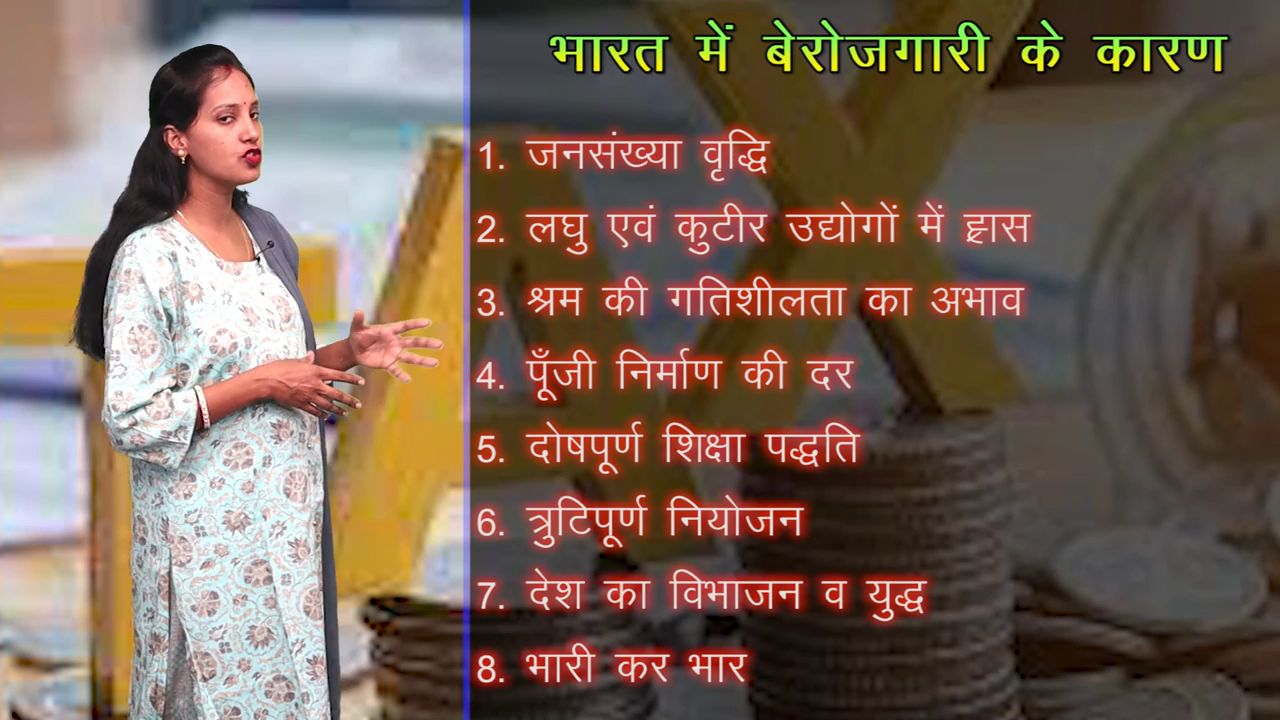 भारत में बेरोजगारी के कारण
1. जनसंख्या वृद्धि
2. लघु एवं कुटीर उद्योगों में ह्रास
3. श्रम की गतिशीलता का अभाव
4. पूँजी निर्माण की दर
5. दोषपूर्ण शिक्षा पद्धति
6. त्रुटिपूर्ण नियोजन
7. देश का विभाजन व युद्ध
8. भारी कर भार